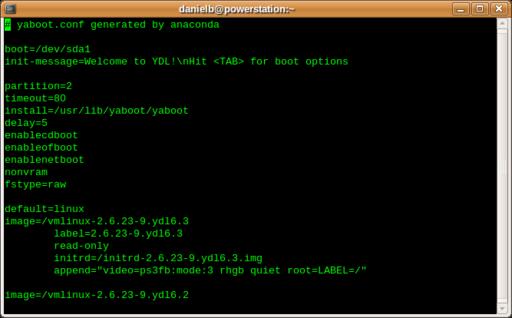 danielb@powerstation:~
# yaboot.conf generated by anaconda
boot=/dev/sda1
init-message=Welcome to YDL!\nHit <TAB> for boot options
partition=2
timeout=80
install=/usr/lib/yaboot/yaboot
delay=5
enablecdboot
enableofboot
enablenetboot
nonvram
fstype=raw
default=linux
image=/vmlinux-2.6.23-9.ydl6.3
label=2.6.23-9.ydl6.3
read-only
initrd=/initrd-2.6.23-9.ydl6.3.img
append="video=ps3fb:mode:3 rhgb quiet root=LABEL=/"
image=/vmlinux-2.6.23-9.ydl6.2